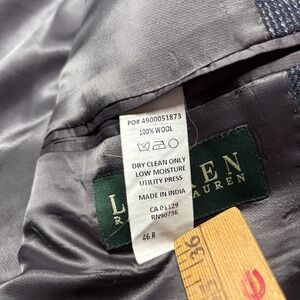 PO# 4900051873
100% WOOL
DRY CLEAN ONLY
LOW MOISTURE
UTILITY PRESS
MADE IN INDIA
CA 01129
RN90736
46 R
L EN
R AUREN
36